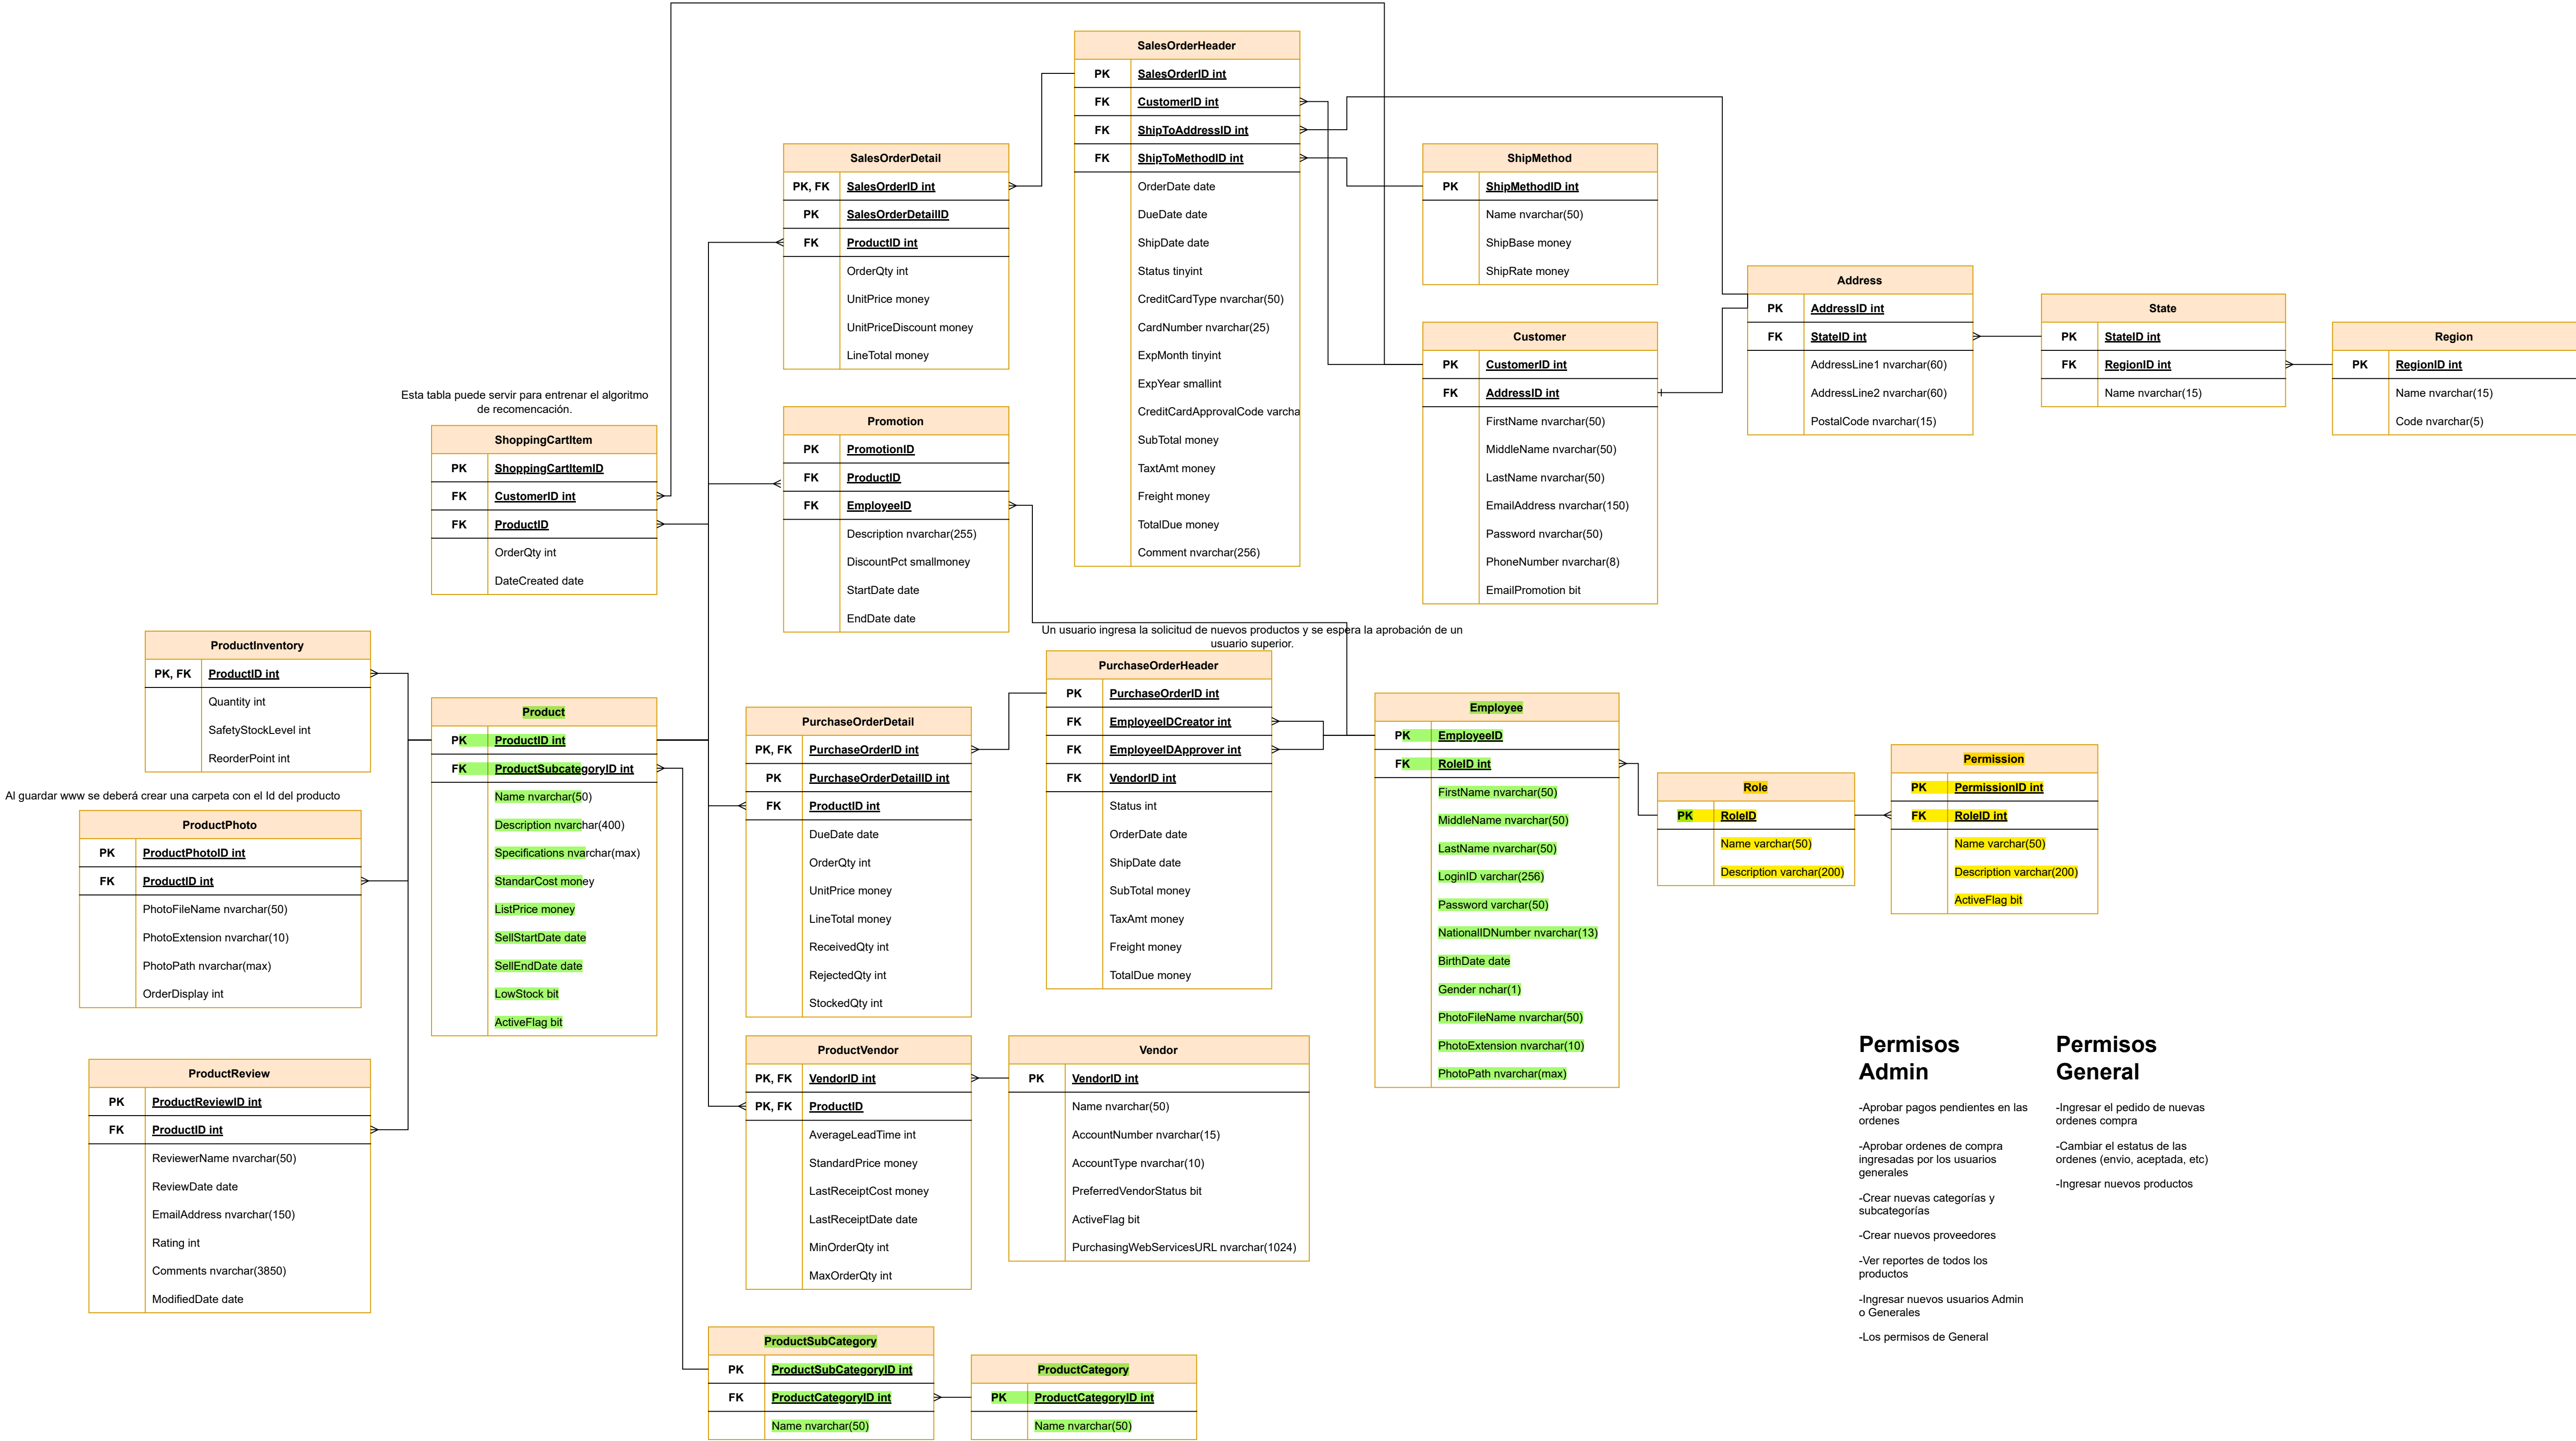 SalesOrderHeader
PK SalesOrderID int
FK CustomerID int
FK ShipToAddressID int
FK ShipToMethodID int
OrderDate date
DueDate date
ShipDate date
Status tinyint
CreditCardType nvarchar(50)
CardNumber nvarchar(25)
ExpMonth tinyint
ExpYear smallint
CreditCardApprovalCode varcha
SubTotal money
TaxtAmt money
Freight money
TotalDue money
Comment nvarchar(256)
SalesOrderDetail
PK, FK SalesOrderID int
PK SalesOrderDetailID
FK ProductID int
OrderQty int
UnitPrice money
UnitPriceDiscount money
LineTotal money
ShipMethod
PK ShipMethodID int
Name nvarchar(50)
ShipBase money
ShipRate money
Customer
PK CustomerID int
FK AddressID int
FirstName nvarchar(50)
MiddleName nvarchar(50)
LastName nvarchar(50)
EmailAddress nvarchar(150)
Password nvarchar(50)
PhoneNumber nvarchar(8)
EmailPromotion bit
Address
PK AddressID int
FK StateID int
AddressLine1 nvarchar(60)
AddressLine2 nvarchar(60)
PostalCode nvarchar(15)
State
PK StateID int
FK RegionID int
Name nvarchar(15)
Region
PK RegionID int
Name nvarchar(15)
Code nvarchar(5)
Esta tabla puede servir para entrenar el algoritmo
de recomencación.
ShoppingCartItem
PK ShoppingCartItemID
FK CustomerID int
FK ProductID
OrderQty int
DateCreated date
Promotion
PK PromotionID
FK ProductID
FK EmployeeID
Description nvarchar(255)
DiscountPct smallmoney
StartDate date
EndDate date
ProductInventory
PK, FK ProductID int
Quantity int
SafetyStockLevel int
ReorderPoint int
Al guardar www se deberá crear una carpeta con el Id del producto
ProductPhoto
PK ProductPhotoID int
FK ProductID int
PhotoFileName nvarchar(50)
PhotoExtension nvarchar(10)
PhotoPath nvarchar(max)
OrderDisplay int
ProductReview
PK ProductReviewID int
FK ProductID int
ReviewerName nvarchar(50)
ReviewDate date
EmailAddress nvarchar(150)
Rating int
Comments nvarchar(3850)
ModifiedDate date
Product
PK ProductID int
FK ProductSubcategoryID int
Name nvarchar(50)
Description nvarchar(400)
Specifications nvarchar(max)
StandarCost money
ListPrice money
SellStartDate date
SellEndDate date
LowStock bit
ActiveFlag bit
PurchaseOrderDetail
PK, FK PurchaseOrderID int
PK PurchaseOrderDetailID int
FK ProductID int
DueDate date
OrderQty int
UnitPrice money
LineTotal money
ReceivedQty int
RejectedQty int
StockedQty int
Un usuario ingresa la solicitud de nuevos productos y se espera la aprobación de un
usuario superior.
PurchaseOrderHeader
PK PurchaseOrderID int
FK EmployeeIDCreator int
FK EmployeeIDApprover int
FK VendorID int
Status int
OrderDate date
ShipDate date
SubTotal money
TaxAmt money
Freight money
TotalDue money
ProductVendor
PK, FK VendorID int
PK, FK ProductID
AverageLeadTime int
StandardPrice money
LastReceiptCost money
LastReceiptDate date
MinOrderQty int
MaxOrderQty int
Vendor
PK VendorID int
Name nvarchar(50)
AccountNumber nvarchar(15)
AccountType nvarchar(10)
PreferredVendorStatus bit
ActiveFlag bit
PurchasingWebServicesURL nvarchar(1024)
ProductSubCategory
PK ProductSubCategoryID int
FK ProductCategoryID int
Name nvarchar(50)
ProductCategory
PK ProductCategoryID int
Name nvarchar(50)
Employee
PK EmployeeID
FK RoleID int
FirstName nvarchar(50)
MiddleName nvarchar(50)
LastName nvarchar(50)
LoginID varchar(256)
Password varchar(50)
NationalIDNumber nvarchar(13)
BirthDate date
Gender nchar(1)
PhotoFileName nvarchar(50)
PhotoExtension nvarchar(10)
PhotoPath nvarchar(max)
Role
PK RoleID
Name varchar(50)
Description varchar(200)
Permission
PK PermissionID int
FK RoleID int
Name varchar(50)
Description varchar(200)
ActiveFlag bit
Permisos
Admin
-Aprobar pagos pendientes en las
ordenes
-Aprobar ordenes de compra
ingresadas por los usuarios
generales
-Crear nuevas categorías y
subcategorías
-Crear nuevos proveedores
-Ver reportes de todos los
productos
-Ingresar nuevos usuarios Admin
o Generales
-Los permisos de General
Permisos
General
-Ingresar el pedido de nuevas
ordenes compra
-Cambiar el estatus de las
ordenes (envio, aceptada, etc)
-Ingresar nuevos productos